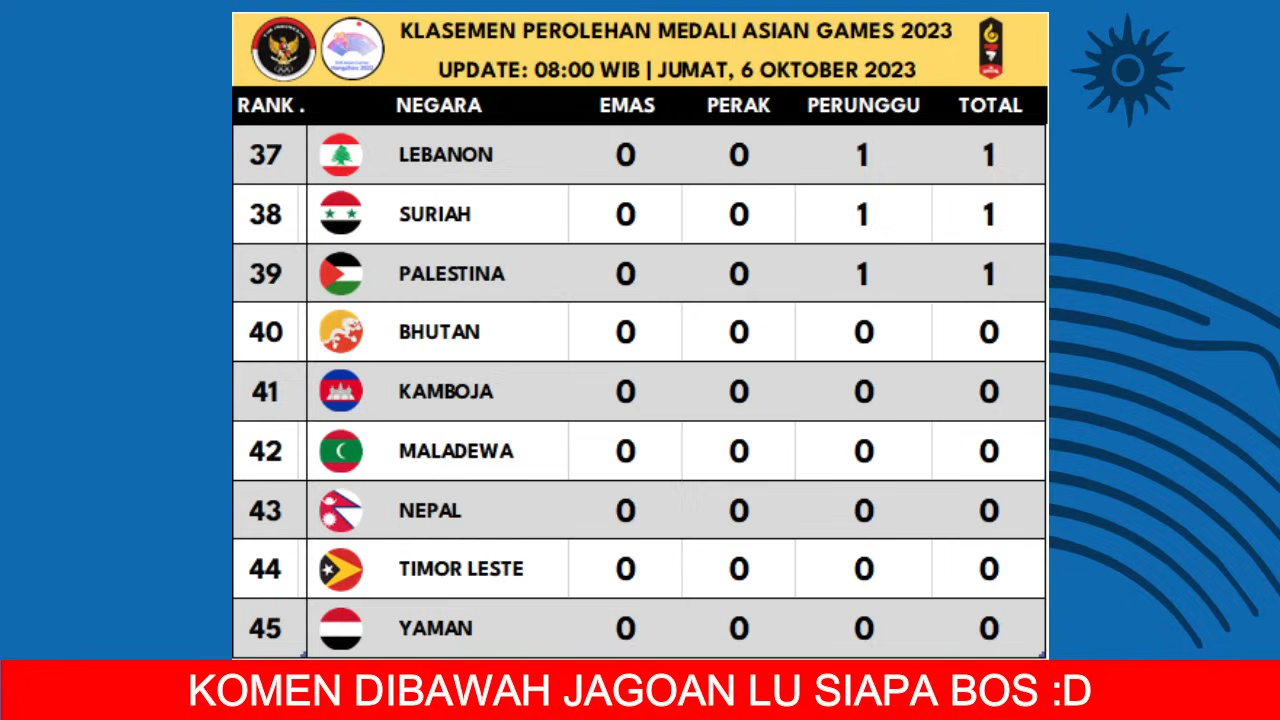 KLASEMEN PEROLEHAN MEDALI ASIAN GAMES 2023
UPDATE: 08:00 WIB | JUMAT, 6 OKTOBER 2023
RANK . NEGARA EMAS PERAK PERUNGGU TOTAL
37 LEBANON 0 0 1 1
38 SURIAH 0 0 1 1
39 PALESTINA 0 0 1 1
40 BHUTAN 0 0 0 0
41 KAMBOJA 0 0 0 0
42 MALADEWA 0 0 0 0
43 NEPAL 0 0 0 0
44 TIMOR LESTE 0 0 0 0
45 YAMAN 0 0 0 0
KOMEN DIBAWAH JAGOAN LU SIAPA BOS :D